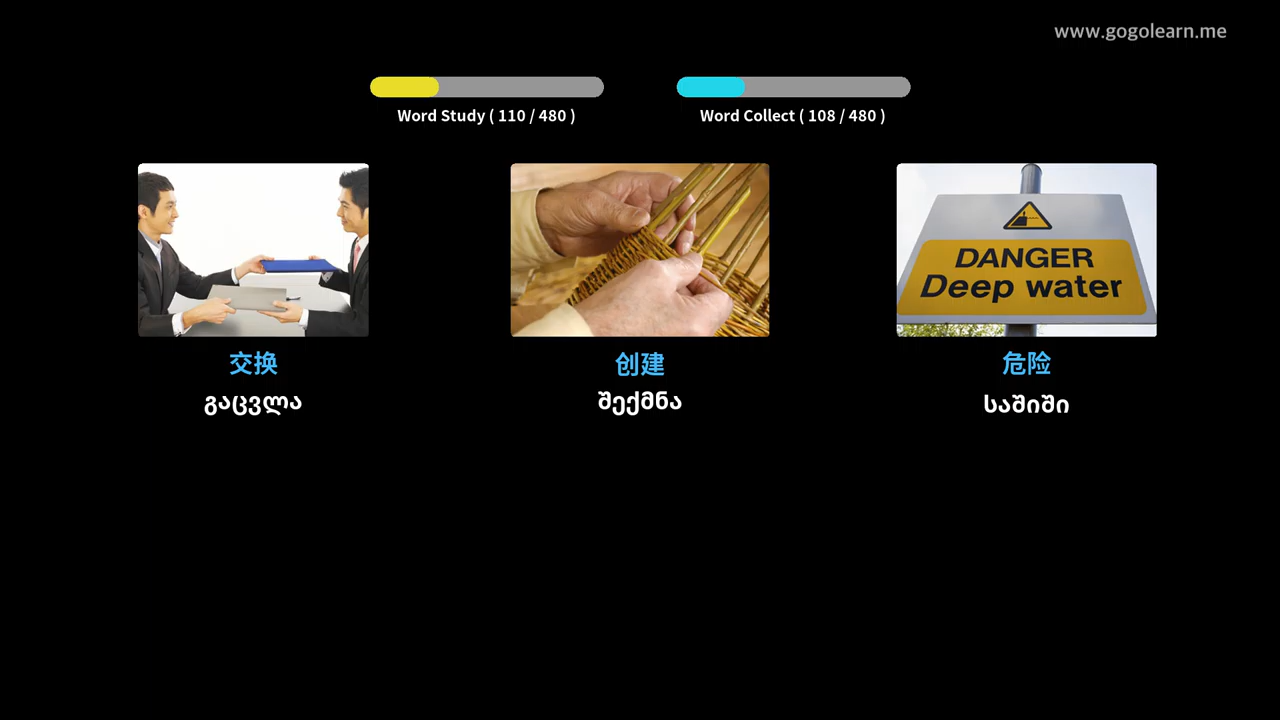 www.gogolearn.me
Word Study ( 110 / 480 )
Word Collect ( 108 / 480 )
DANGER
Deep water
交换
创建
危险
გაცვლა
შექმნა
საშიში